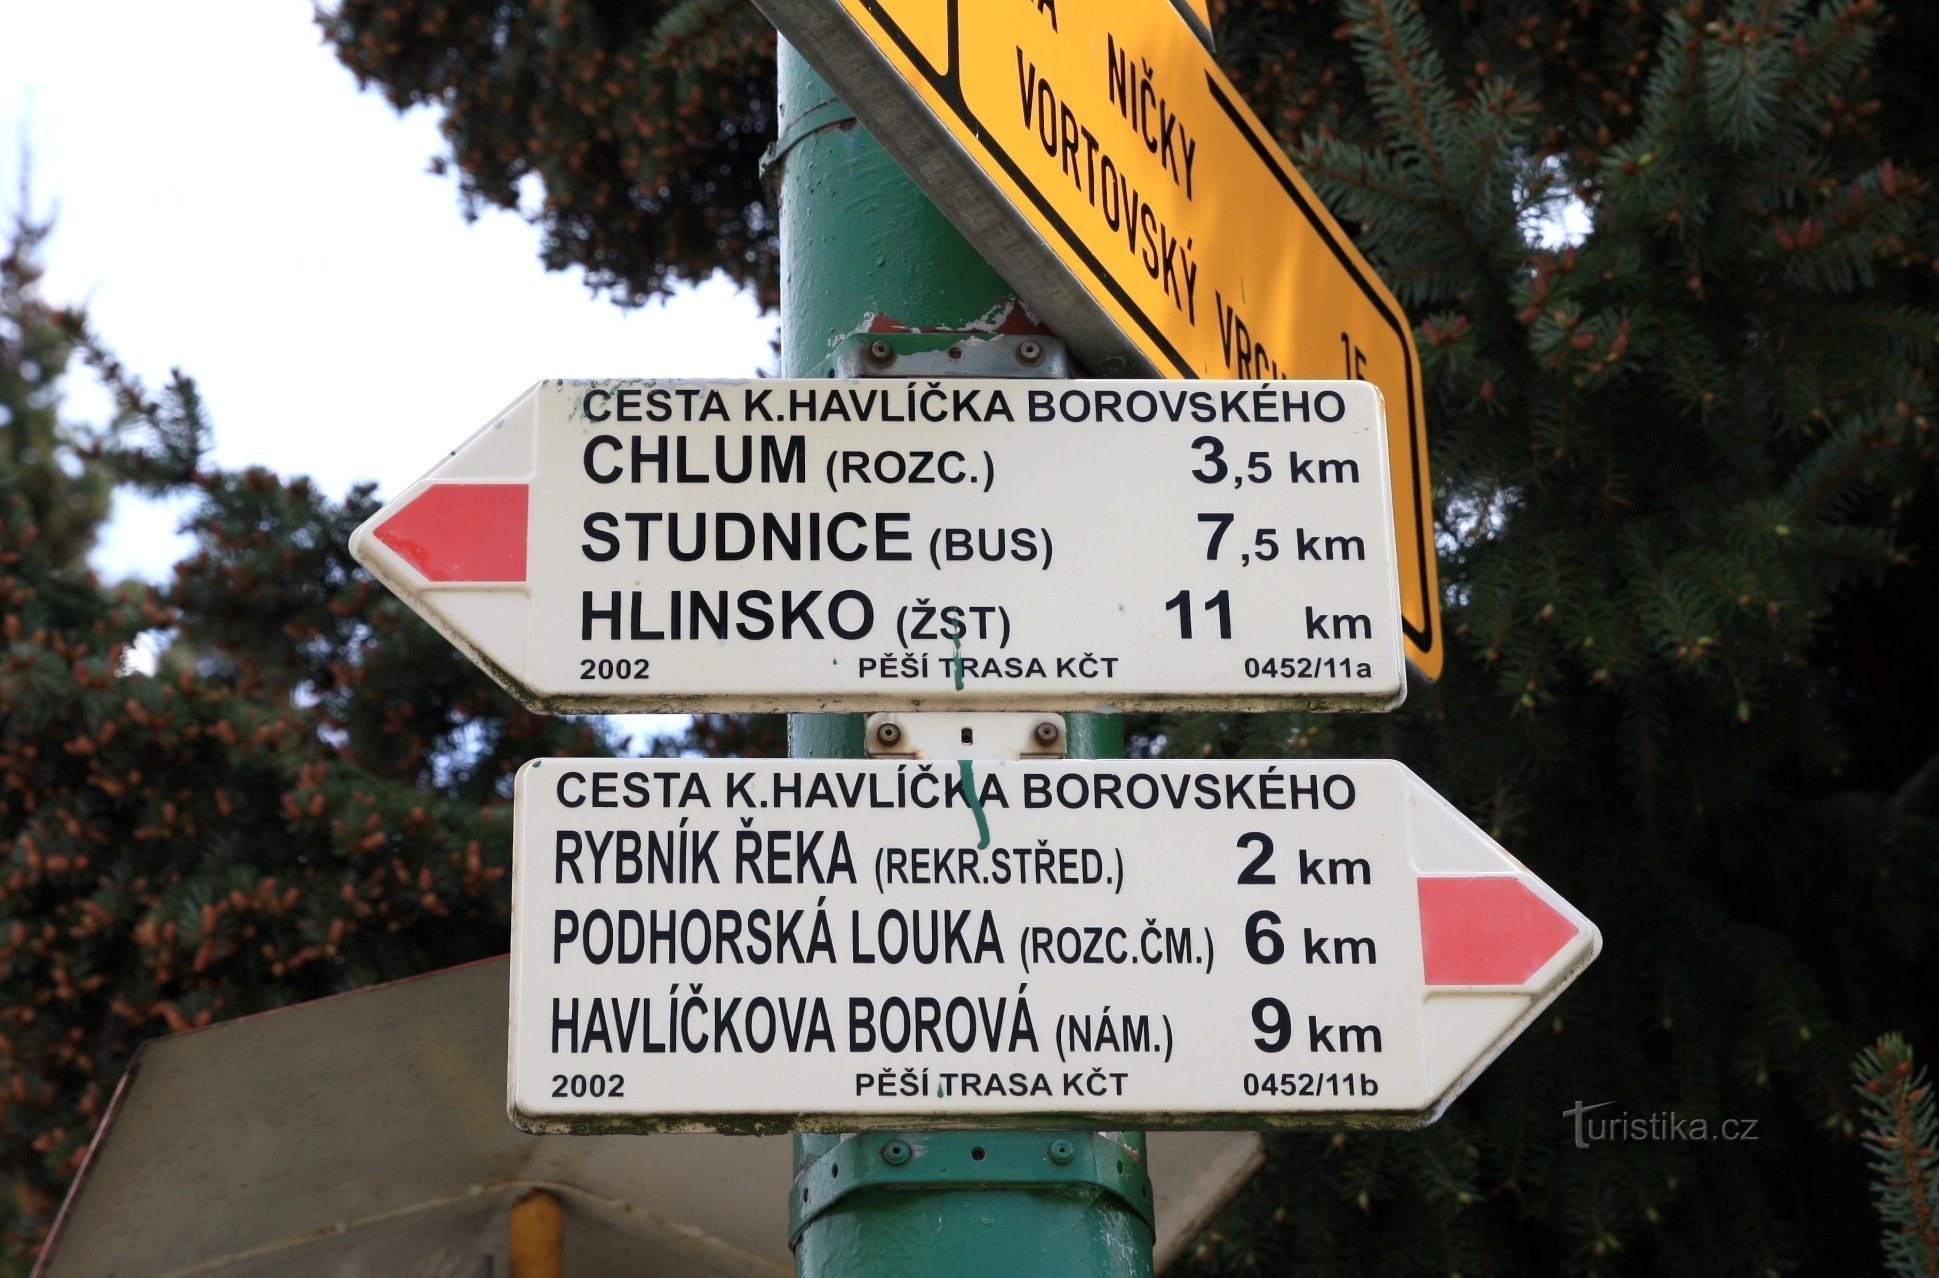 NIČKY
VORTOVSKÝ 15
CESTA K.HAVLÍČKA BOROVSKÉHO
CHLUM (ROZC.) 3,5 km
STUDNICE (BUS) 7,5 km
HLINSKO (ŽST) 11 km
2002 PĚŠÍ TRASA KČT 0452/11a
CESTA K.HAVLÍČKA BOROVSKÉHO
RYBNÍK ŘEKA (REKR.STŘED.) 2 km
PODHORSKÁ LOUKA (ROZC.ČM.) 6 km
HAVLÍČKOVA BOROVÁ (NÁM.) 9 km
2002 PĚŠÍ TRASA KČT 0452/11b
Turistika.cz